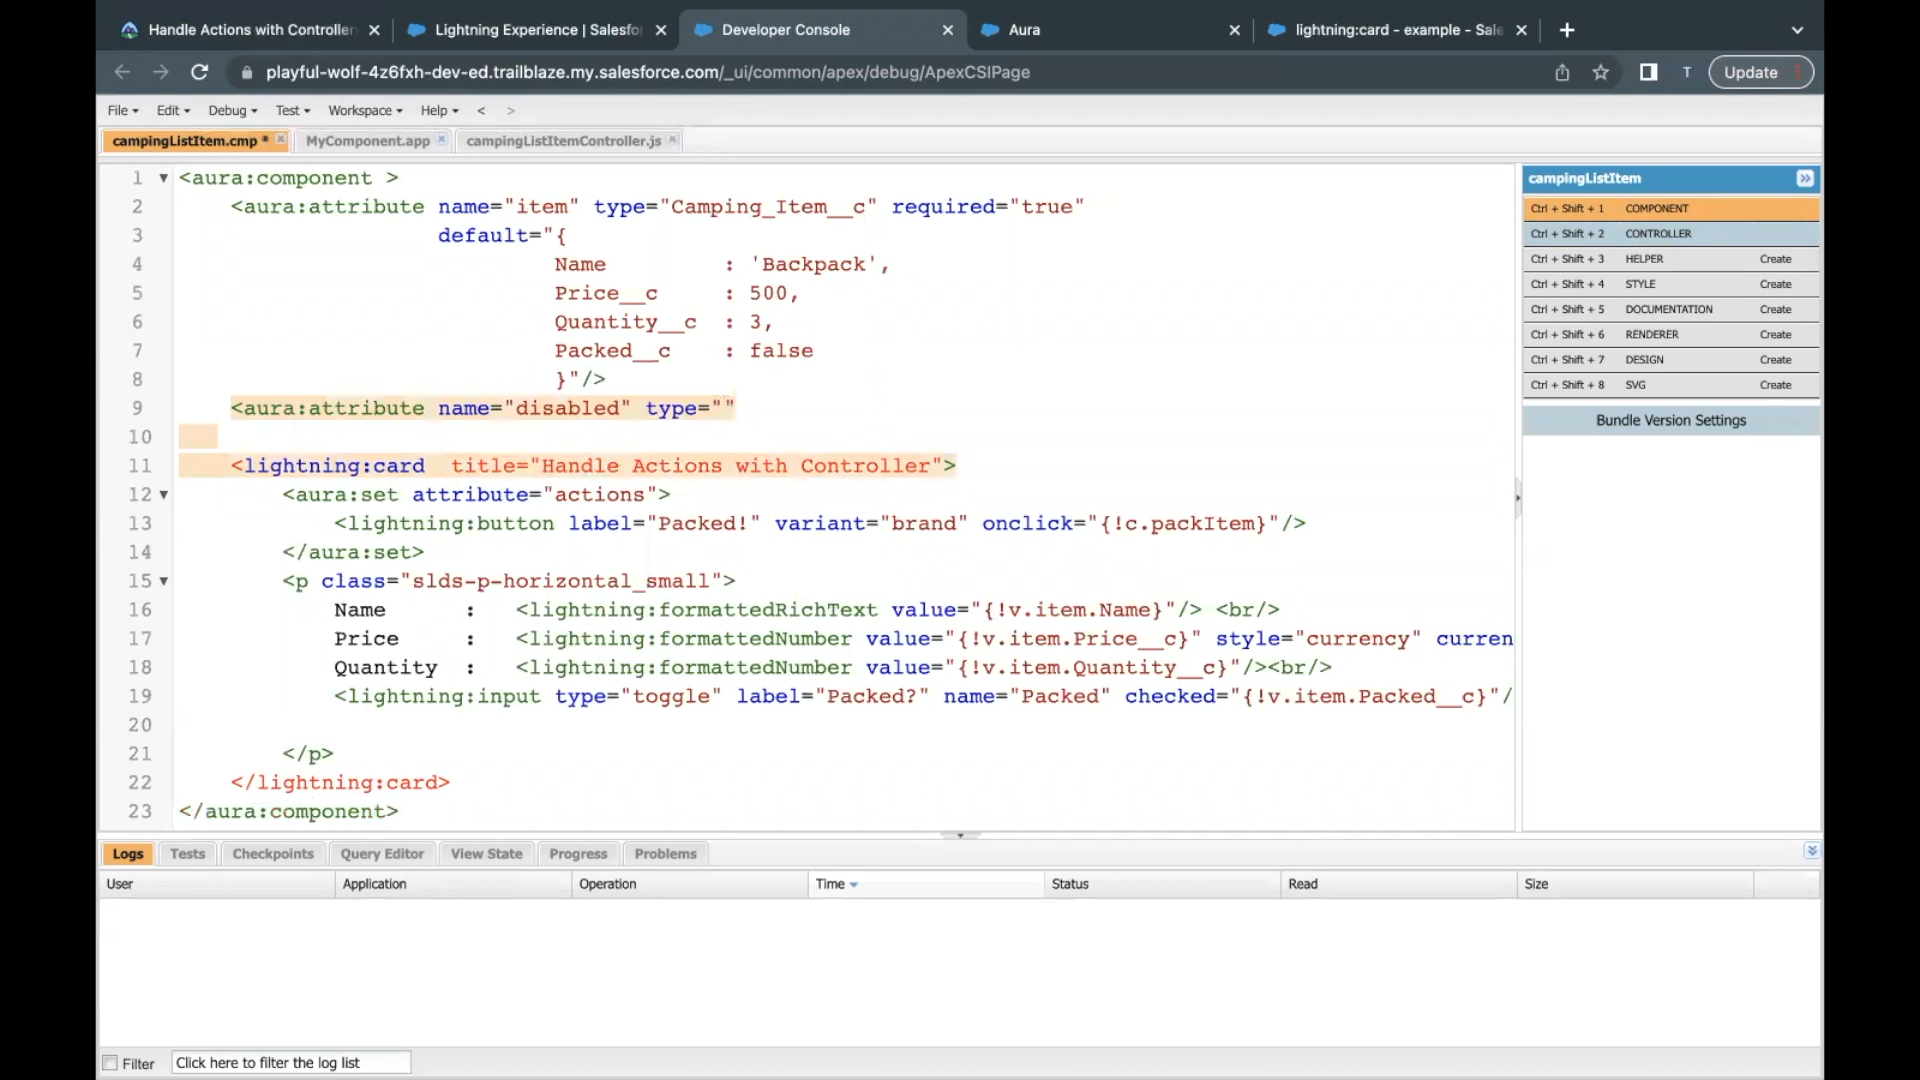 Handle Actions with Controller
Lightning Experience | Salesfo
Developer Console
Aura
lightning:card - example - Sale
playful-wolf-4z6fxh-dev-ed.trailblaze.my.salesforce.com/_ui/common/apex/debug/ApexCSIPage
T
Update
File Edit Debug Test Workspace Help < >
campingListItem.cmp *
MyComponent.app
campingListItemController.js
1 <aura:component >
2 <aura:attribute name="item" type="Camping_Item__c" required="true"
3 default="{
4 Name : 'Backpack',
5 Price__c : 500,
6 Quantity__c : 3,
7 Packed__c : false
8 }"/>
9 <aura:attribute name="disabled" type=""
10
11 <lightning:card title="Handle Actions with Controller">
12 <aura:set attribute="actions">
13 <lightning:button label="Packed!" variant="brand" onclick="{!c.packItem}"/>
14 </aura:set>
15 <p class="slds-p-horizontal_small">
16 Name : <lightning:formattedRichText value="{!v.item.Name}"/> <br/>
17 Price : <lightning:formattedNumber value="{!v.item.Price__c}" style="currency" curren
18 Quantity : <lightning:formattedNumber value="{!v.item.Quantity__c}"/><br/>
19 <lightning:input type="toggle" label="Packed?" name="Packed" checked="{!v.item.Packed__c}"/
20
21 </p>
22 </lightning:card>
23 </aura:component>
campingListItem
Ctrl + Shift + 1 COMPONENT
Ctrl + Shift + 2 CONTROLLER
Ctrl + Shift + 3 HELPER Create
Ctrl + Shift + 4 STYLE Create
Ctrl + Shift + 5 DOCUMENTATION Create
Ctrl + Shift + 6 RENDERER Create
Ctrl + Shift + 7 DESIGN Create
Ctrl + Shift + 8 SVG Create
Bundle Version Settings
Logs Tests Checkpoints Query Editor View State Progress Problems
User Application Operation Time Status Read Size
Filter Click here to filter the log list